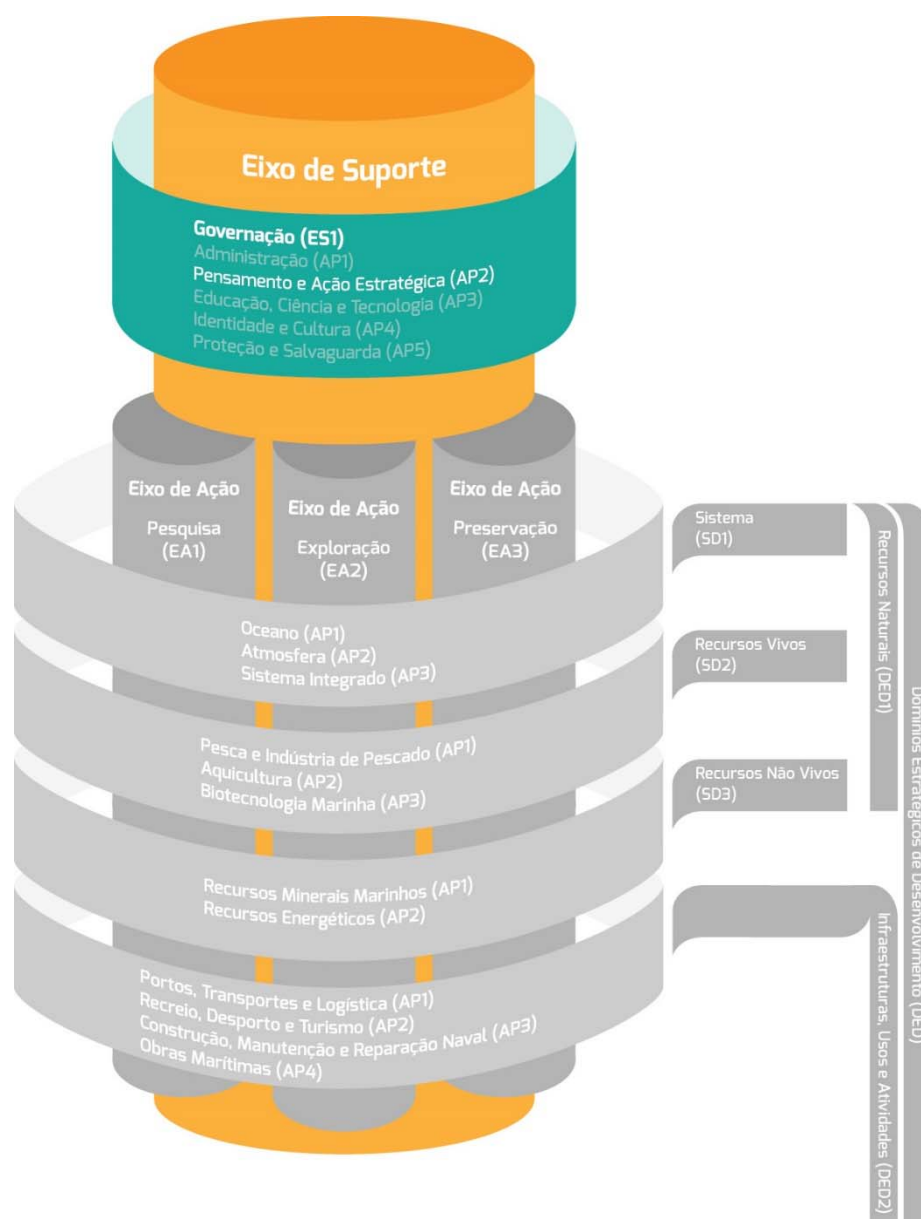 Eixo de Suporte
Governação (ES1)
Administração (AP1)
Pensamento e Ação Estratégica (AP2)
Educação, Ciência e Tecnologia (AP3)
Identidade e Cultura (AP4)
Proteção e Salvaguarda (AP5)
Eixo de Ação
Pesquisa
(EA1)
Eixo de Ação
Exploração
(EA2)
Eixo de Ação
Preservação
(EA3)
Oceano (AP1)
Atmosfera (AP2)
Sistema Integrado (AP3)
Sistema
(SD1)
Pesca e Indústria de Pescado (AP1)
Aquicultura (AP2)
Biotecnologia Marinha (AP3)
Recursos Vivos
(SD2)
Recursos Minerais Marinhos (AP1)
Recursos Energéticos (AP2)
Recursos Não Vivos
(SD3)
Portos, Transportes e Logística (AP1)
Recreio, Desporto e Turismo (AP2)
Construção, Manutenção e Reparação Naval (AP3)
Obras Marítimas (AP4)
Recursos Naturais (DED1)
Infraestruturas, Usos e Atividades (DED2)
Domínios Estratégicos de Desenvolvimento (DED)